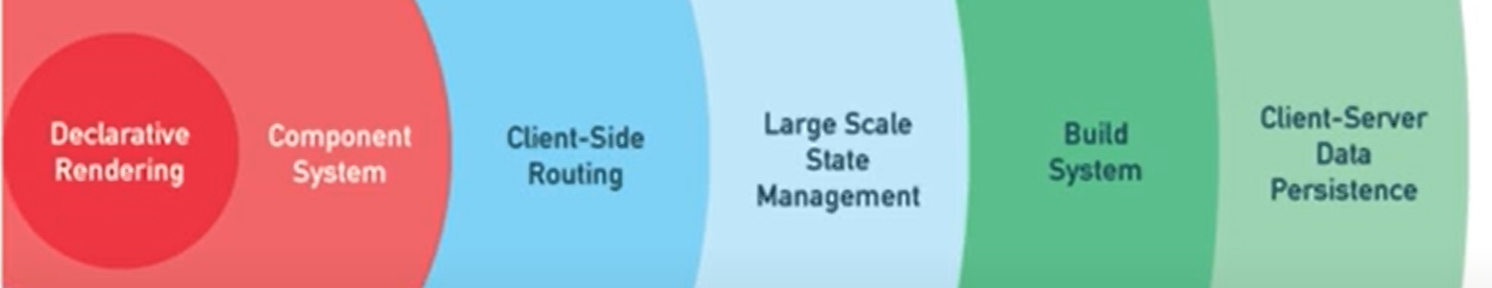 Declarative
Rendering
Component
System
Client-Side
Routing
Large Scale
State
Management
Build
System
Client-Server
Data
Persistence